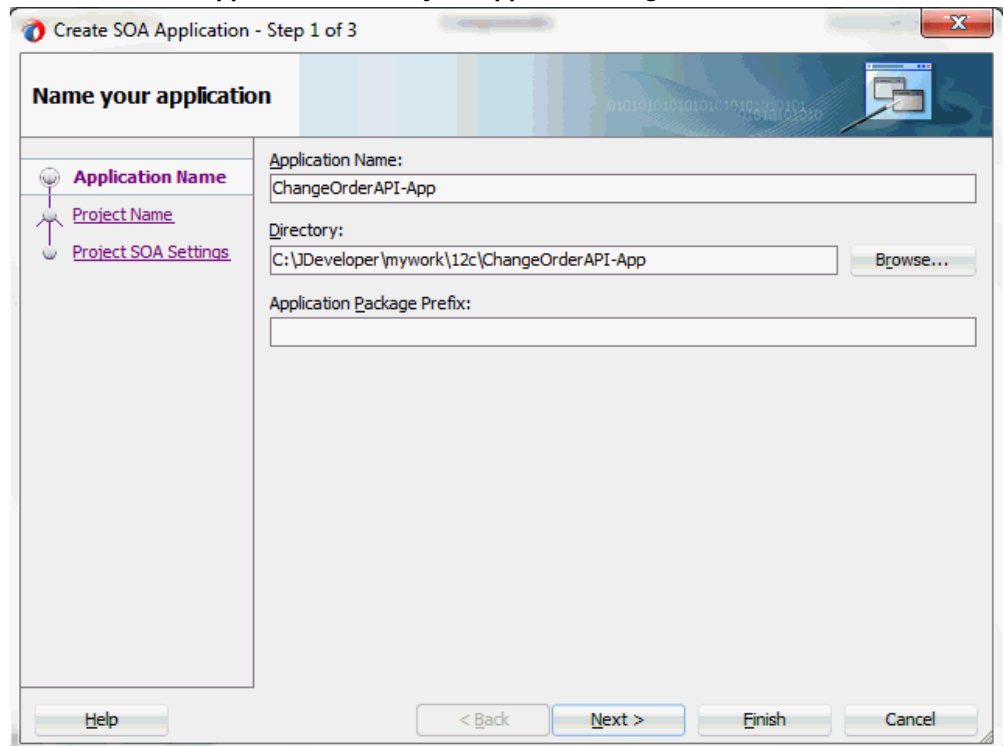 Create SOA Application - Step 1 of 3
Name your application
Application Name
Project Name
Project SOA Settings
Application Name:
ChangeOrderAPI-App
Directory:
C:\JDeveloper\mywork\12c\ChangeOrderAPI-App
Browse...
Application Package Prefix:
Help
< Back
Next >
Finish
Cancel